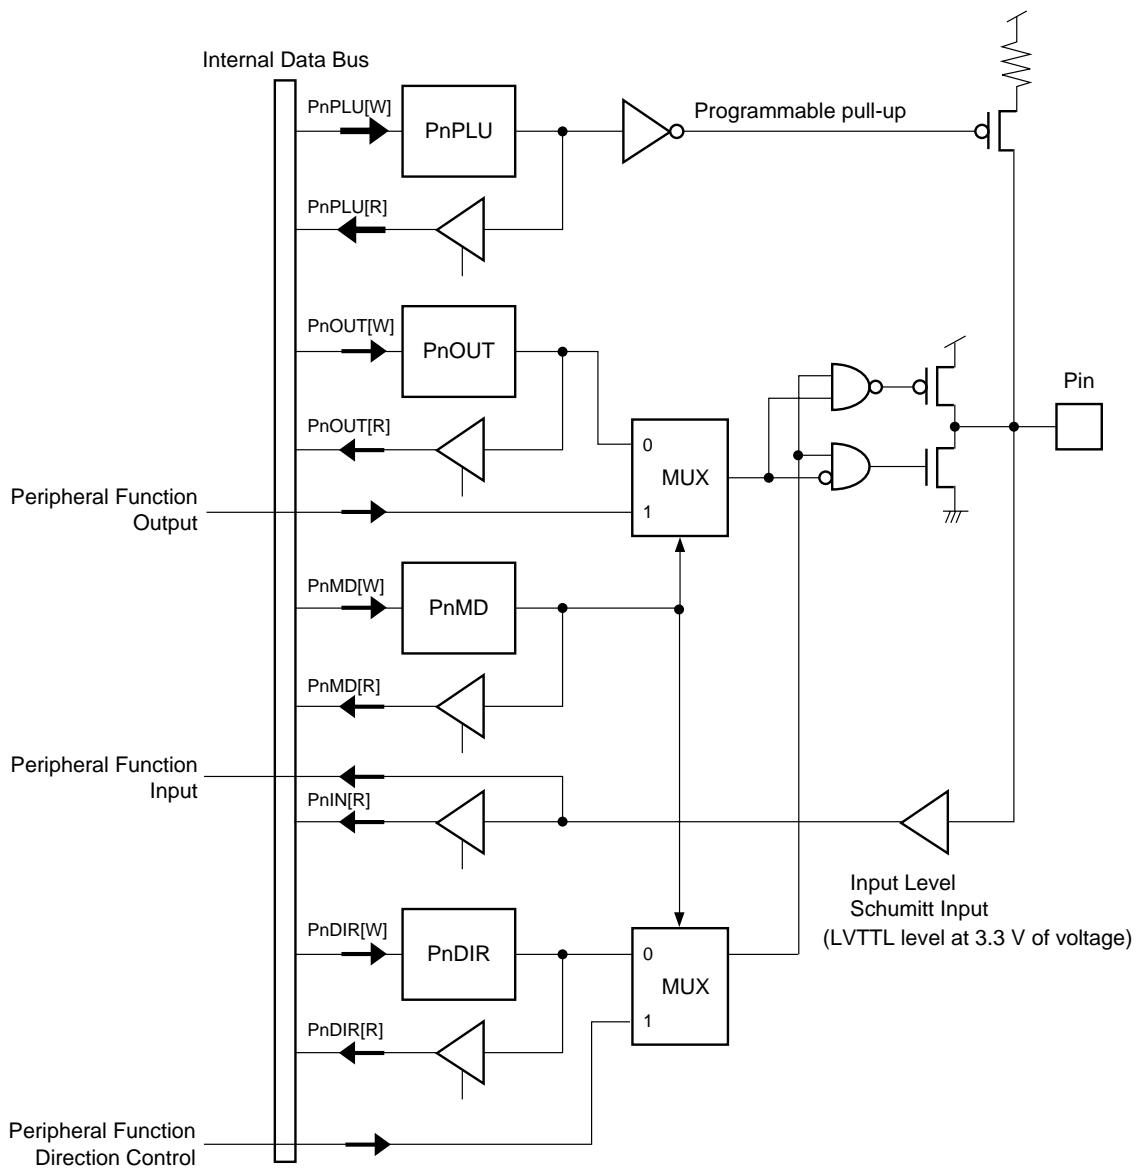 Internal Data Bus
PnPLU[W]
PnPLU
Programmable pull-up
PnPLU[R]
PnOUT[W]
PnOUT
Pin
PnOUT[R]
0
MUX
1
Peripheral Function
Output
PnMD[W]
PnMD
PnMD[R]
Peripheral Function
Input
PnIN[R]
Input Level
Schumitt Input
(LVTTL level at 3.3 V of voltage)
PnDIR[W]
PnDIR
0
MUX
1
PnDIR[R]
Peripheral Function
Direction Control